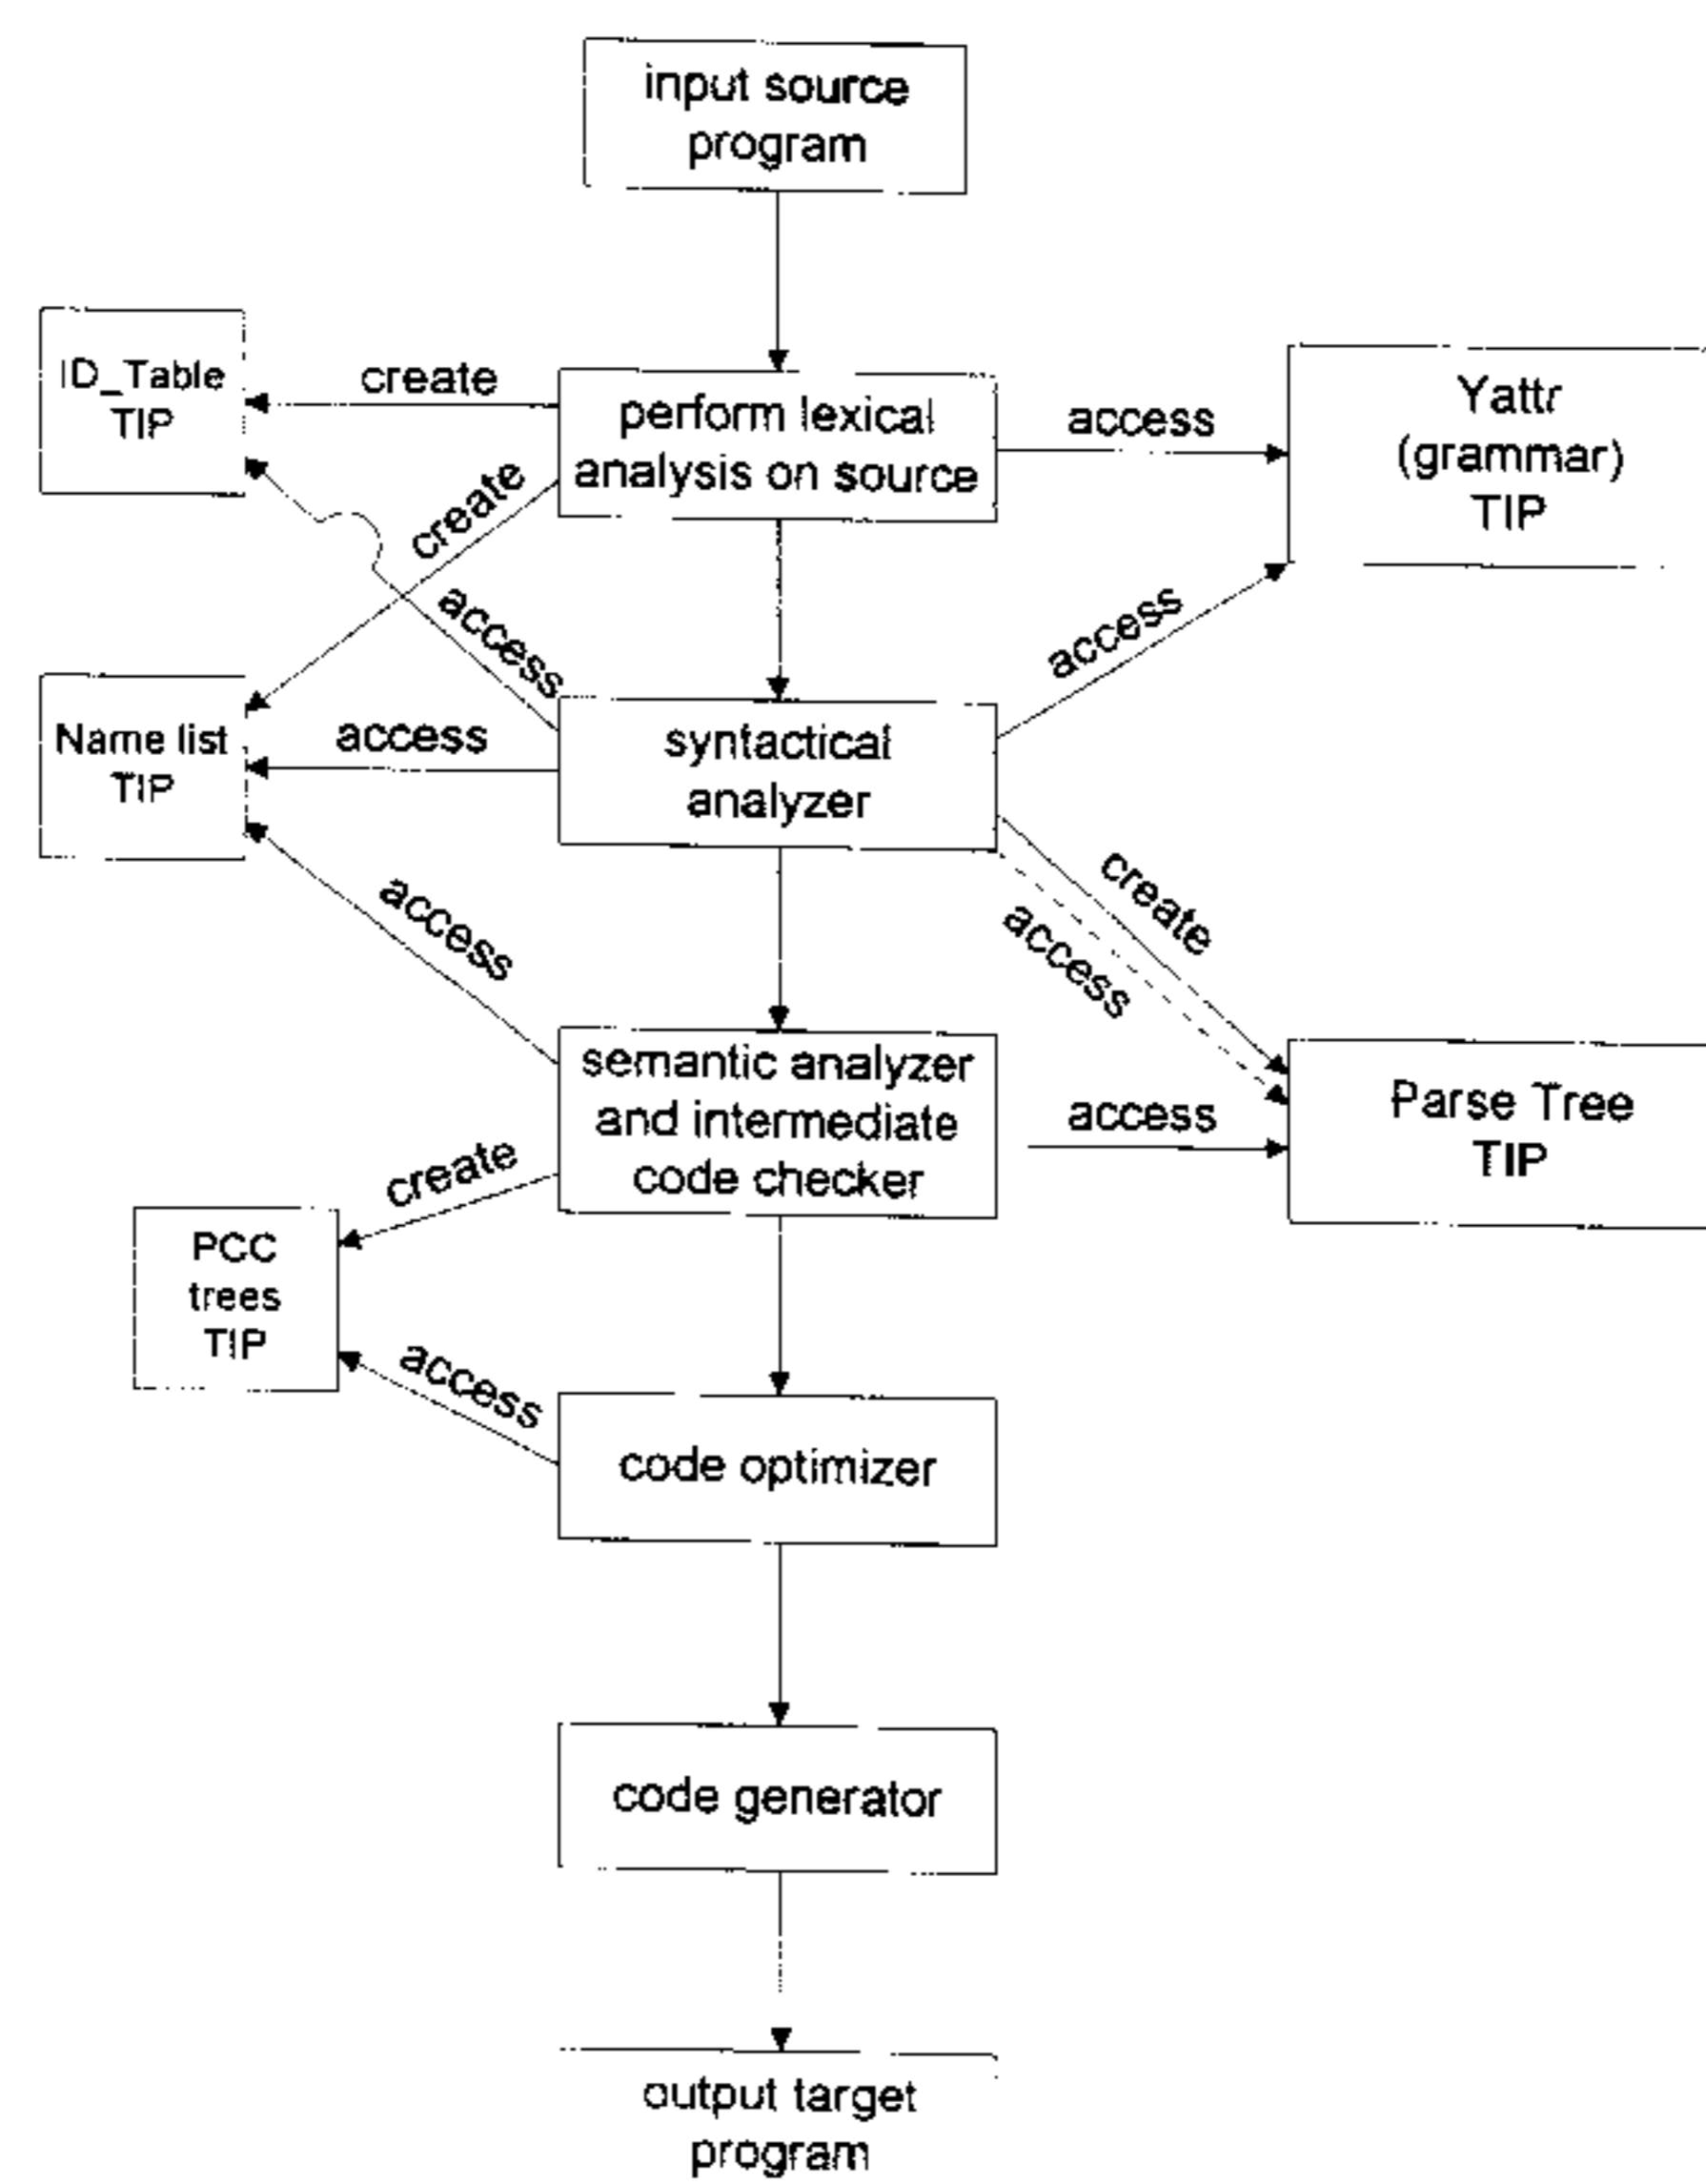 input source
program
ID_Table
TIP
create
perform lexical
analysis on source
access
Yattr
(grammar)
TIP
create
access
access
Name list
TIP
access
syntactical
analyzer
create
access
access
semantic analyzer
and intermediate
code checker
access
Parse Tree
TIP
create
PCC
trees
TIP
access
code optimizer
code generator
output target
program